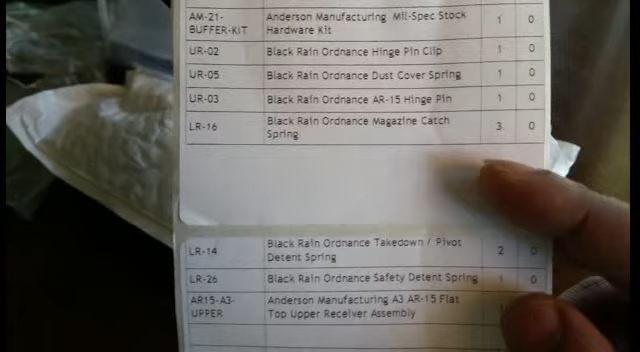 AM-21- Anderson Manufacturing Mil-Spec Stock 1 0
BUFFER-KIT Hardware Kit
UR-02 Black Rain Ordnance Hinge Pin Clip 1 0
UR-05 Black Rain Ordnance Dust Cover Spring 1 0
UR-03 Black Rain Ordnance AR-15 Hinge Pin 1 0
LR-16 Black Rain Ordnance Magazine Catch 3 0
Spring
LR-14 Black Rain Ordnance Takedown / Pivot 2 0
Detent Spring
LR-26 Black Rain Ordnance Safety Detent Spring 1 0
AR15-A3- Anderson Manufacturing A3 AR-15 Flat
UPPER Top Upper Receiver Assembly